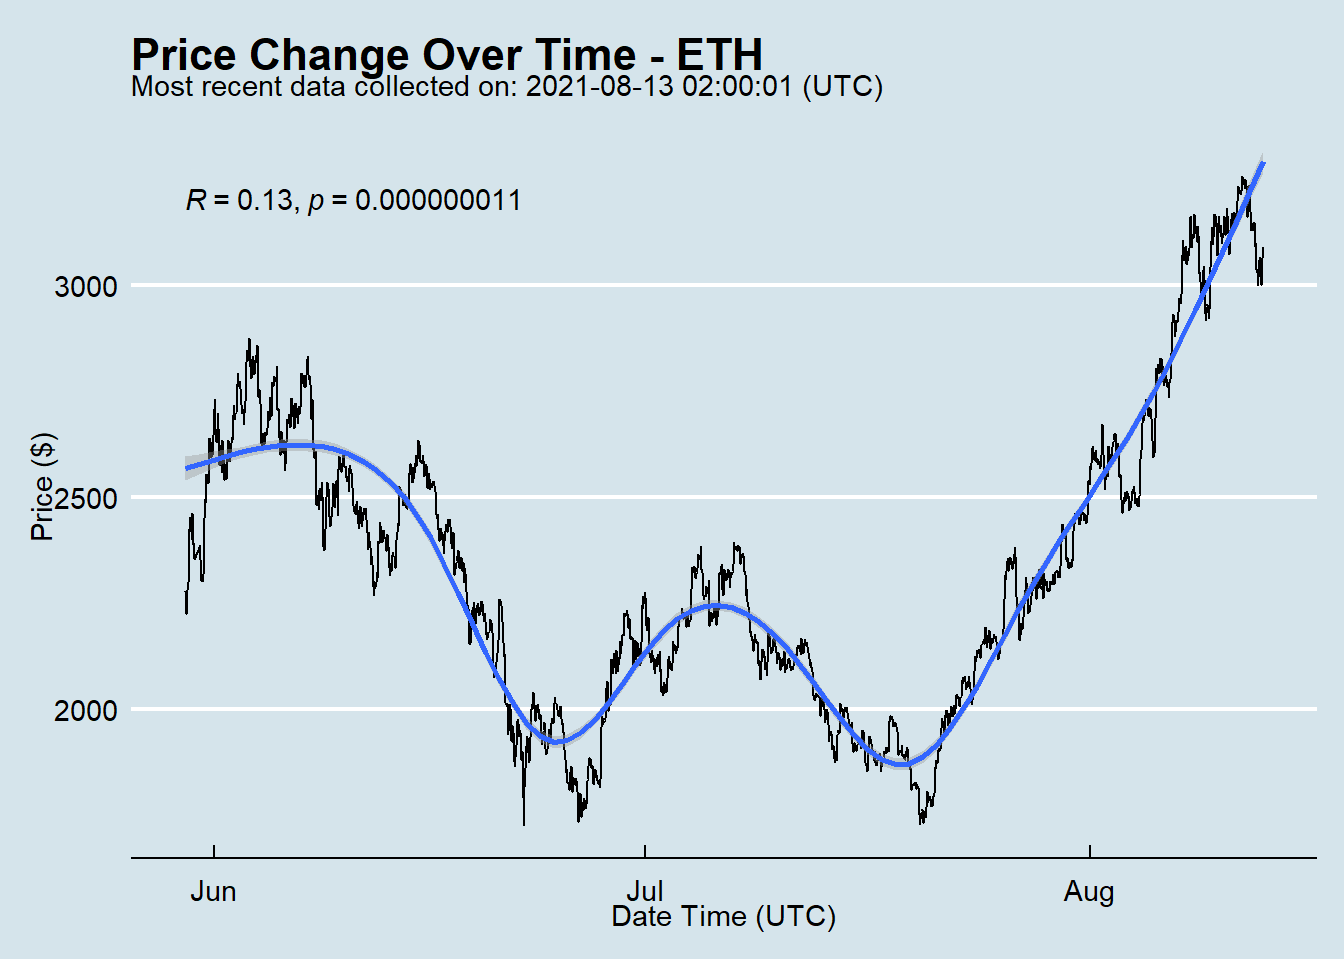 Price Change Over Time - ETH
Most recent data collected on: 2021-08-13 02:00:01 (UTC)
R = 0.13, p = 0.000000011
3000
2500
2000
Price ($)
Jun
Jul
Aug
Date Time (UTC)